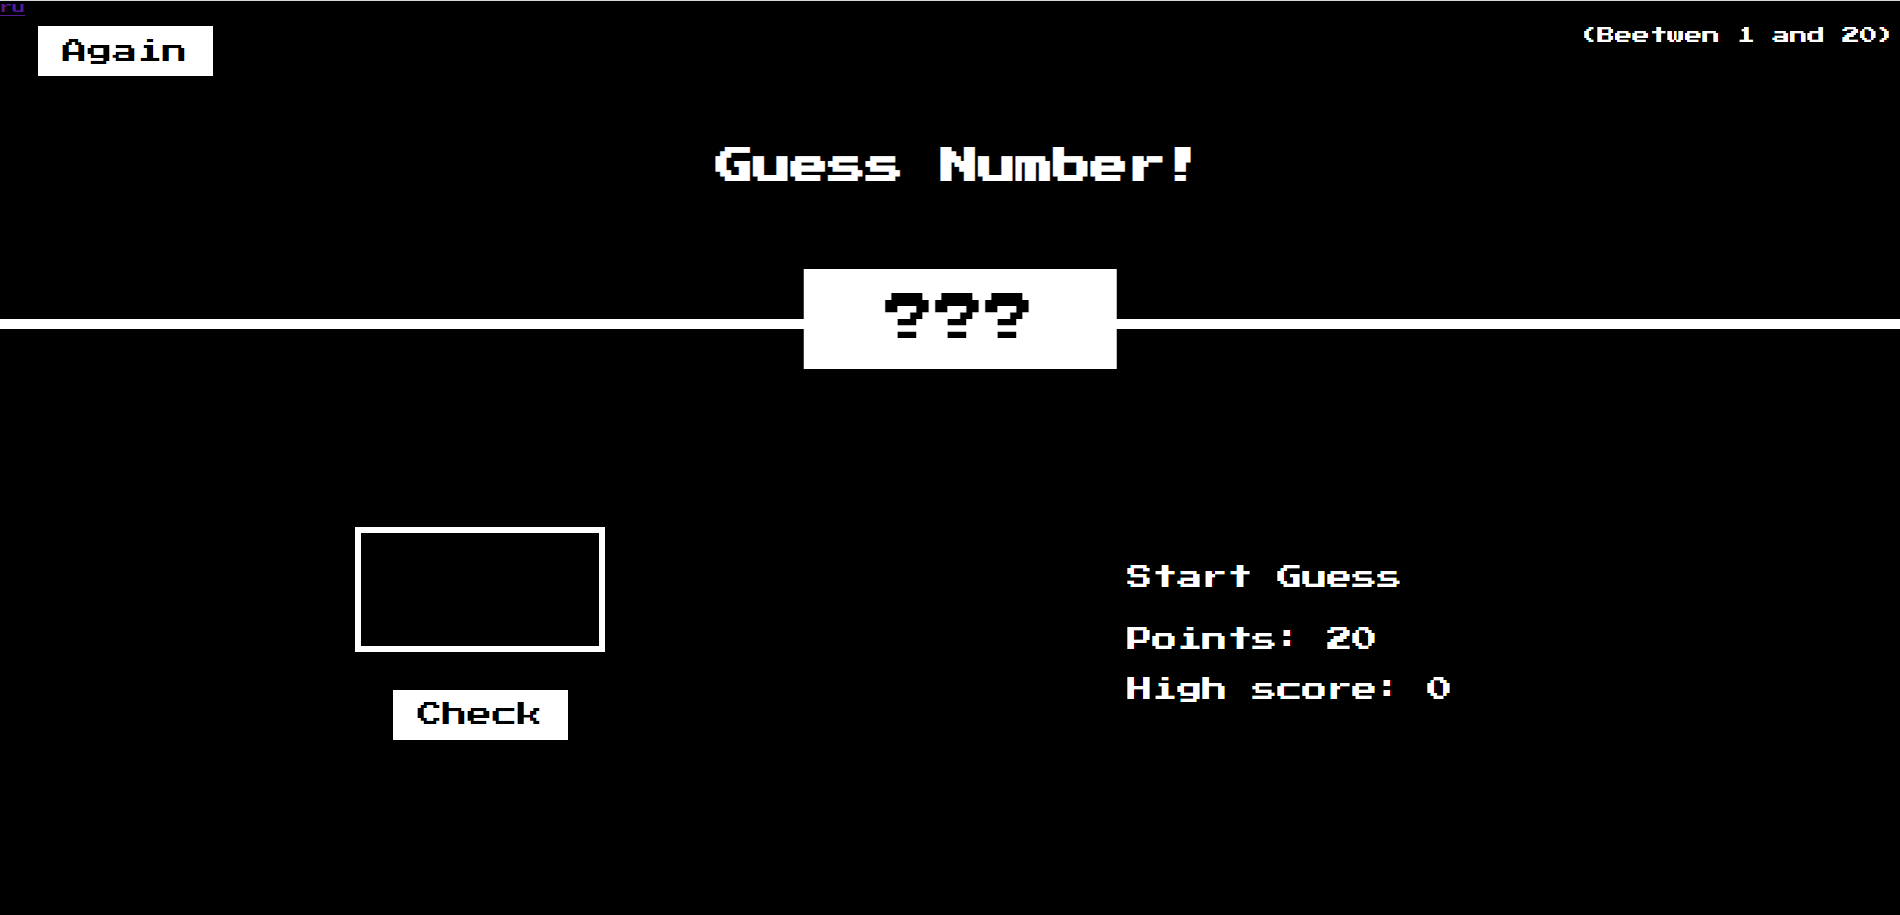 ru
Again
(Beetwen 1 and 20)
Guess Number!
???
Start Guess
Points: 20
High score: 0
Check